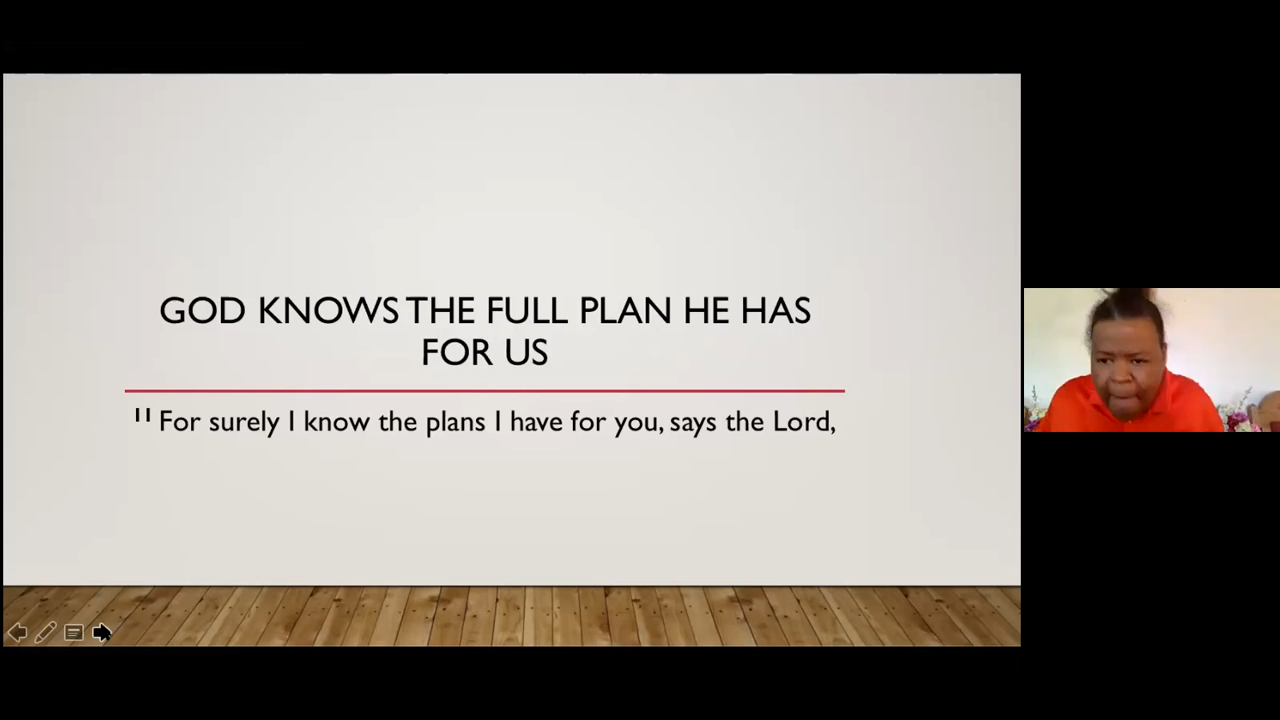 GOD KNOWS THE FULL PLAN HE HAS
FOR US
11 For surely I know the plans I have for you, says the Lord,